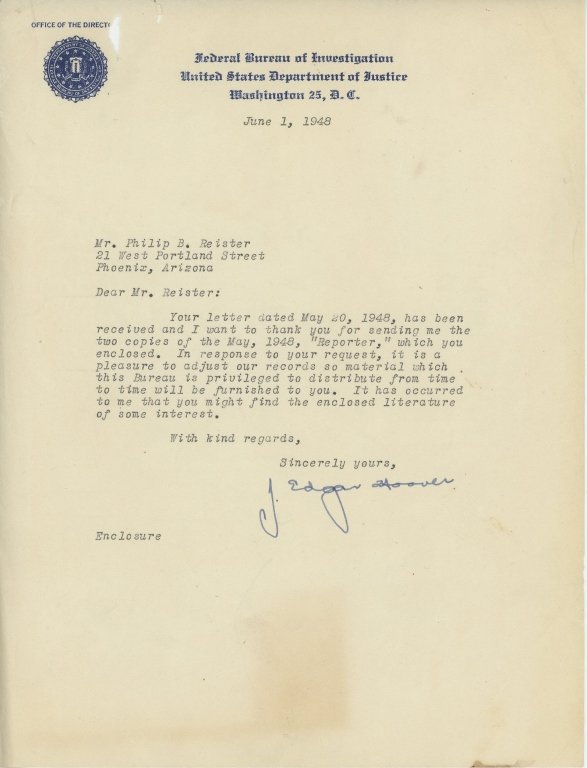 OFFICE OF THE DIRECTO
Federal Bureau of Investigation
United States Department of Justice
Washington 25, D. C.
June 1, 1948
Mr. Philip B. Reister
21 West Portland Street
Phoenix, Arizona
Dear Mr. Reister:
Your letter dated May 20, 1948, has been
received and I want to thank you for sending me the
two copies of the May, 1948, "Reporter," which you
enclosed. In response to your request, it is a
pleasure to adjust our records so material which
this Bureau is privileged to distribute from time
to time will be furnished to you. It has occurred
to me that you might find the enclosed literature
of some interest.
With kind regards,
Sincerely yours,
J. Edgar Hoover
Enclosure